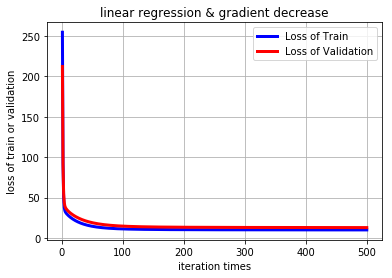 linear regression & gradient decrease
Loss of Train
Loss of Validation
loss of train or validation
250
200
150
100
50
0
0
100
200
300
400
500
iteration times